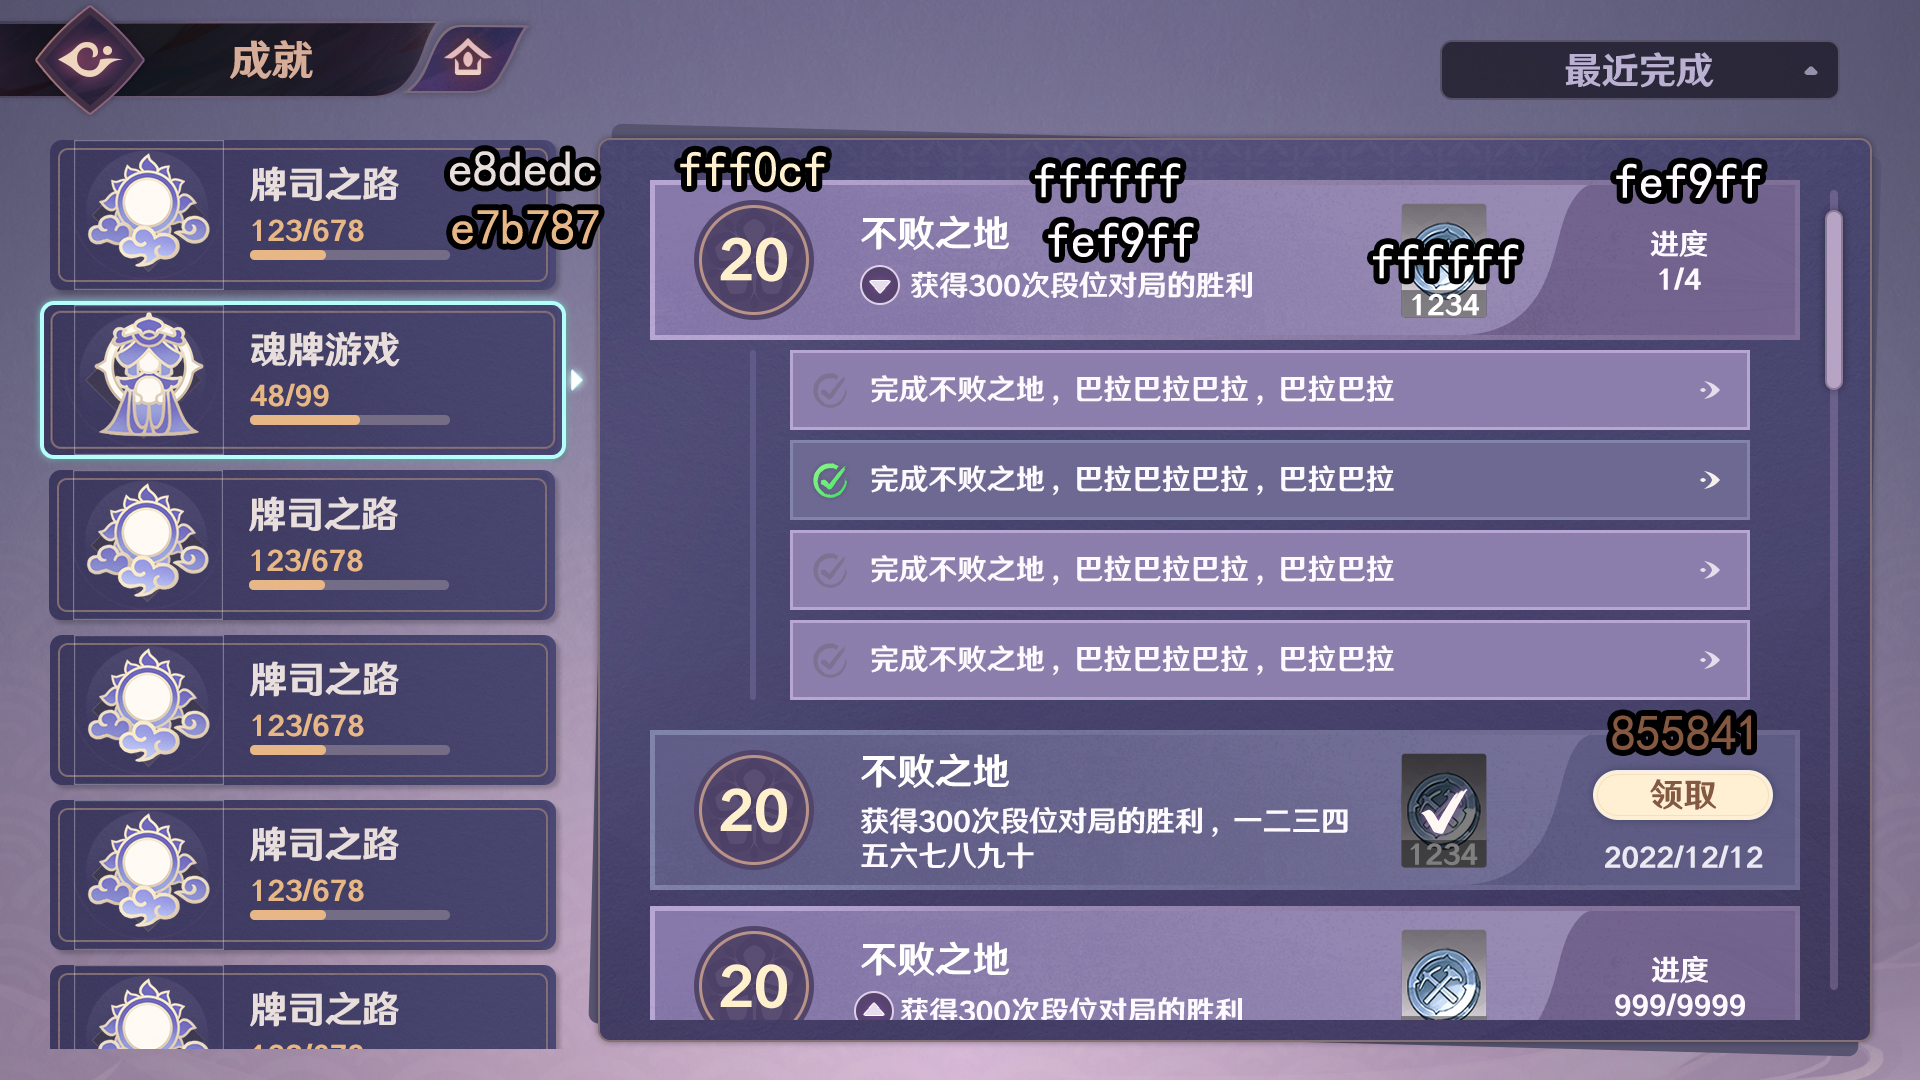 成就
最近完成
牌司之路
123/678
e8dedc
e7b787
魂牌游戏
48/99
牌司之路
123/678
牌司之路
123/678
牌司之路
123/678
牌司之路
fff0cf
20
不败之地
ffffff
fef9ff
获得300次段位对局的胜利
ffffff
1234
fef9ff
进度
1/4
完成不败之地，巴拉巴拉巴拉，巴拉巴拉
完成不败之地，巴拉巴拉巴拉，巴拉巴拉
完成不败之地，巴拉巴拉巴拉，巴拉巴拉
完成不败之地，巴拉巴拉巴拉，巴拉巴拉
20
不败之地
获得300次段位对局的胜利，一二三四
五六七八九十
1234
855841
领取
2022/12/12
20
不败之地
获得300次段位对局的胜利
进度
999/9999